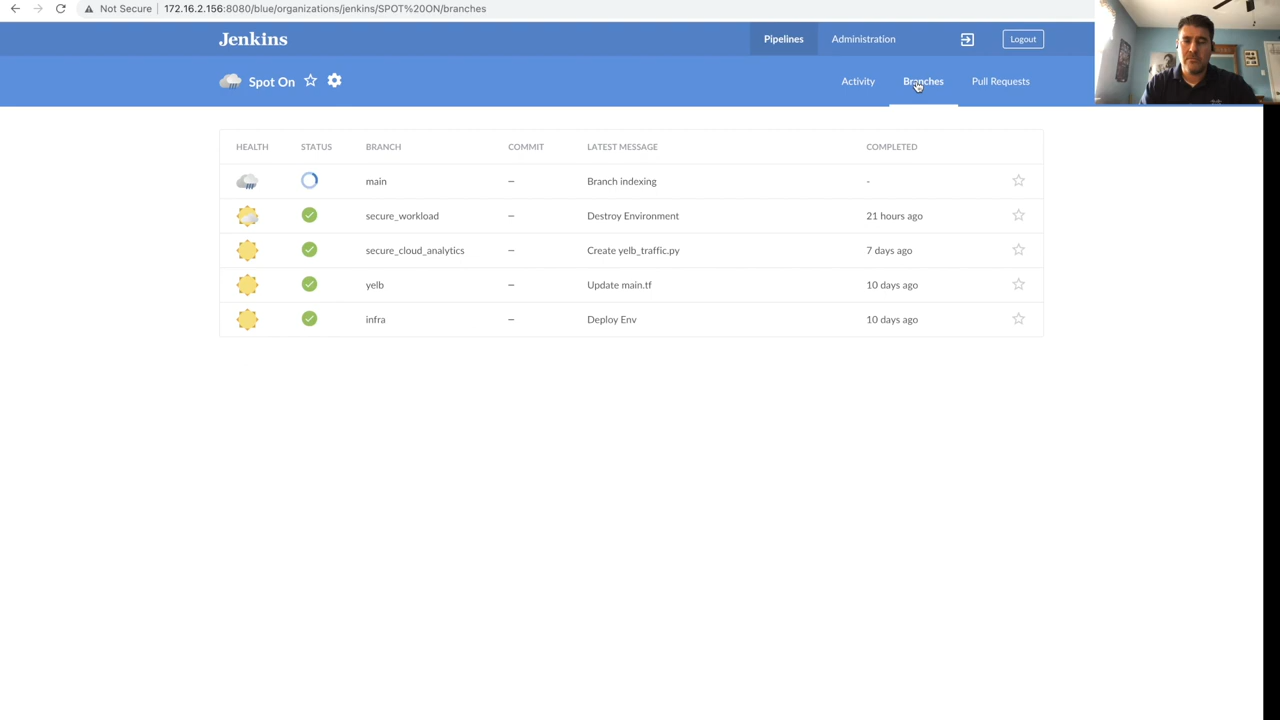 Not Secure | 172.16.2.156:8080/blue/organizations/jenkins/SPOT%20ON/branches
Jenkins Pipelines Administration Logout
Spot On Activity Branches Pull Requests
HEALTH STATUS BRANCH COMMIT LATEST MESSAGE COMPLETED
main – Branch indexing -
secure_workload – Destroy Environment 21 hours ago
secure_cloud_analytics – Create yelb_traffic.py 7 days ago
yelb – Update main.tf 10 days ago
infra – Deploy Env 10 days ago